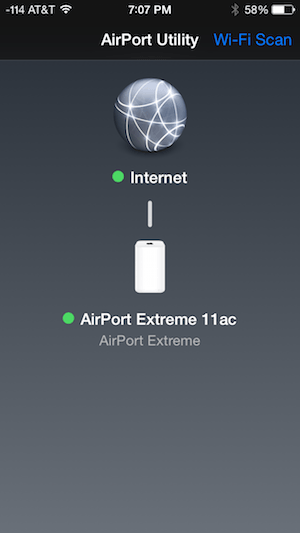 -114 AT&T 7:07 PM 58%
AirPort Utility Wi-Fi Scan
Internet
AirPort Extreme 11ac
AirPort Extreme